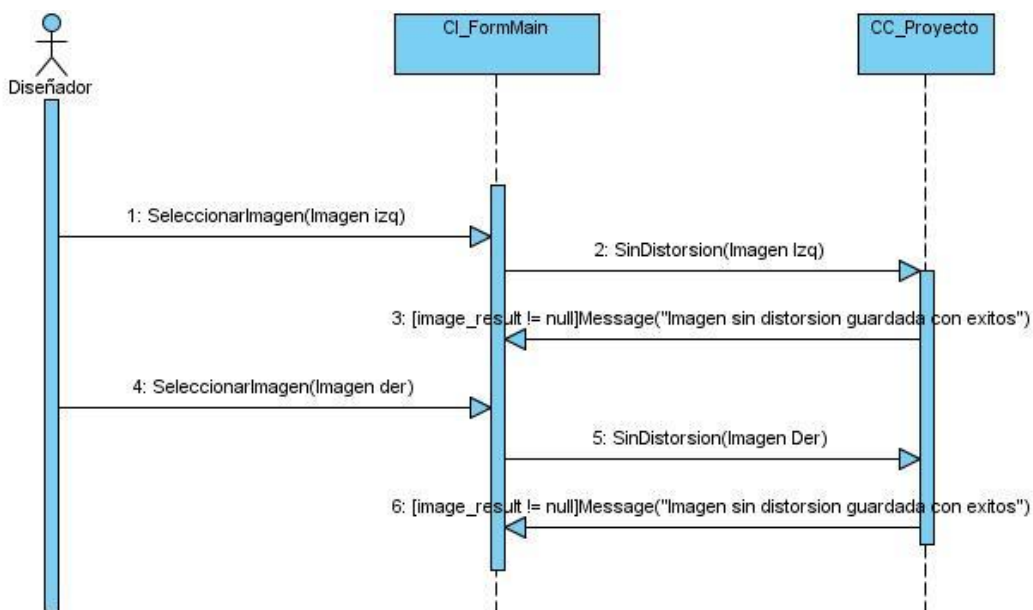 Diseñador
CI_FormMain
CC_Proyecto
1: SeleccionarImagen(Imagen izq)
2: SinDistorsion(Imagen Izq)
3: [image_result != null]Message("Imagen sin distorsion guardada con exitos")
4: SeleccionarImagen(Imagen der)
5: SinDistorsion(Imagen Der)
6: [image_result != null]Message("Imagen sin distorsion guardada con exitos")